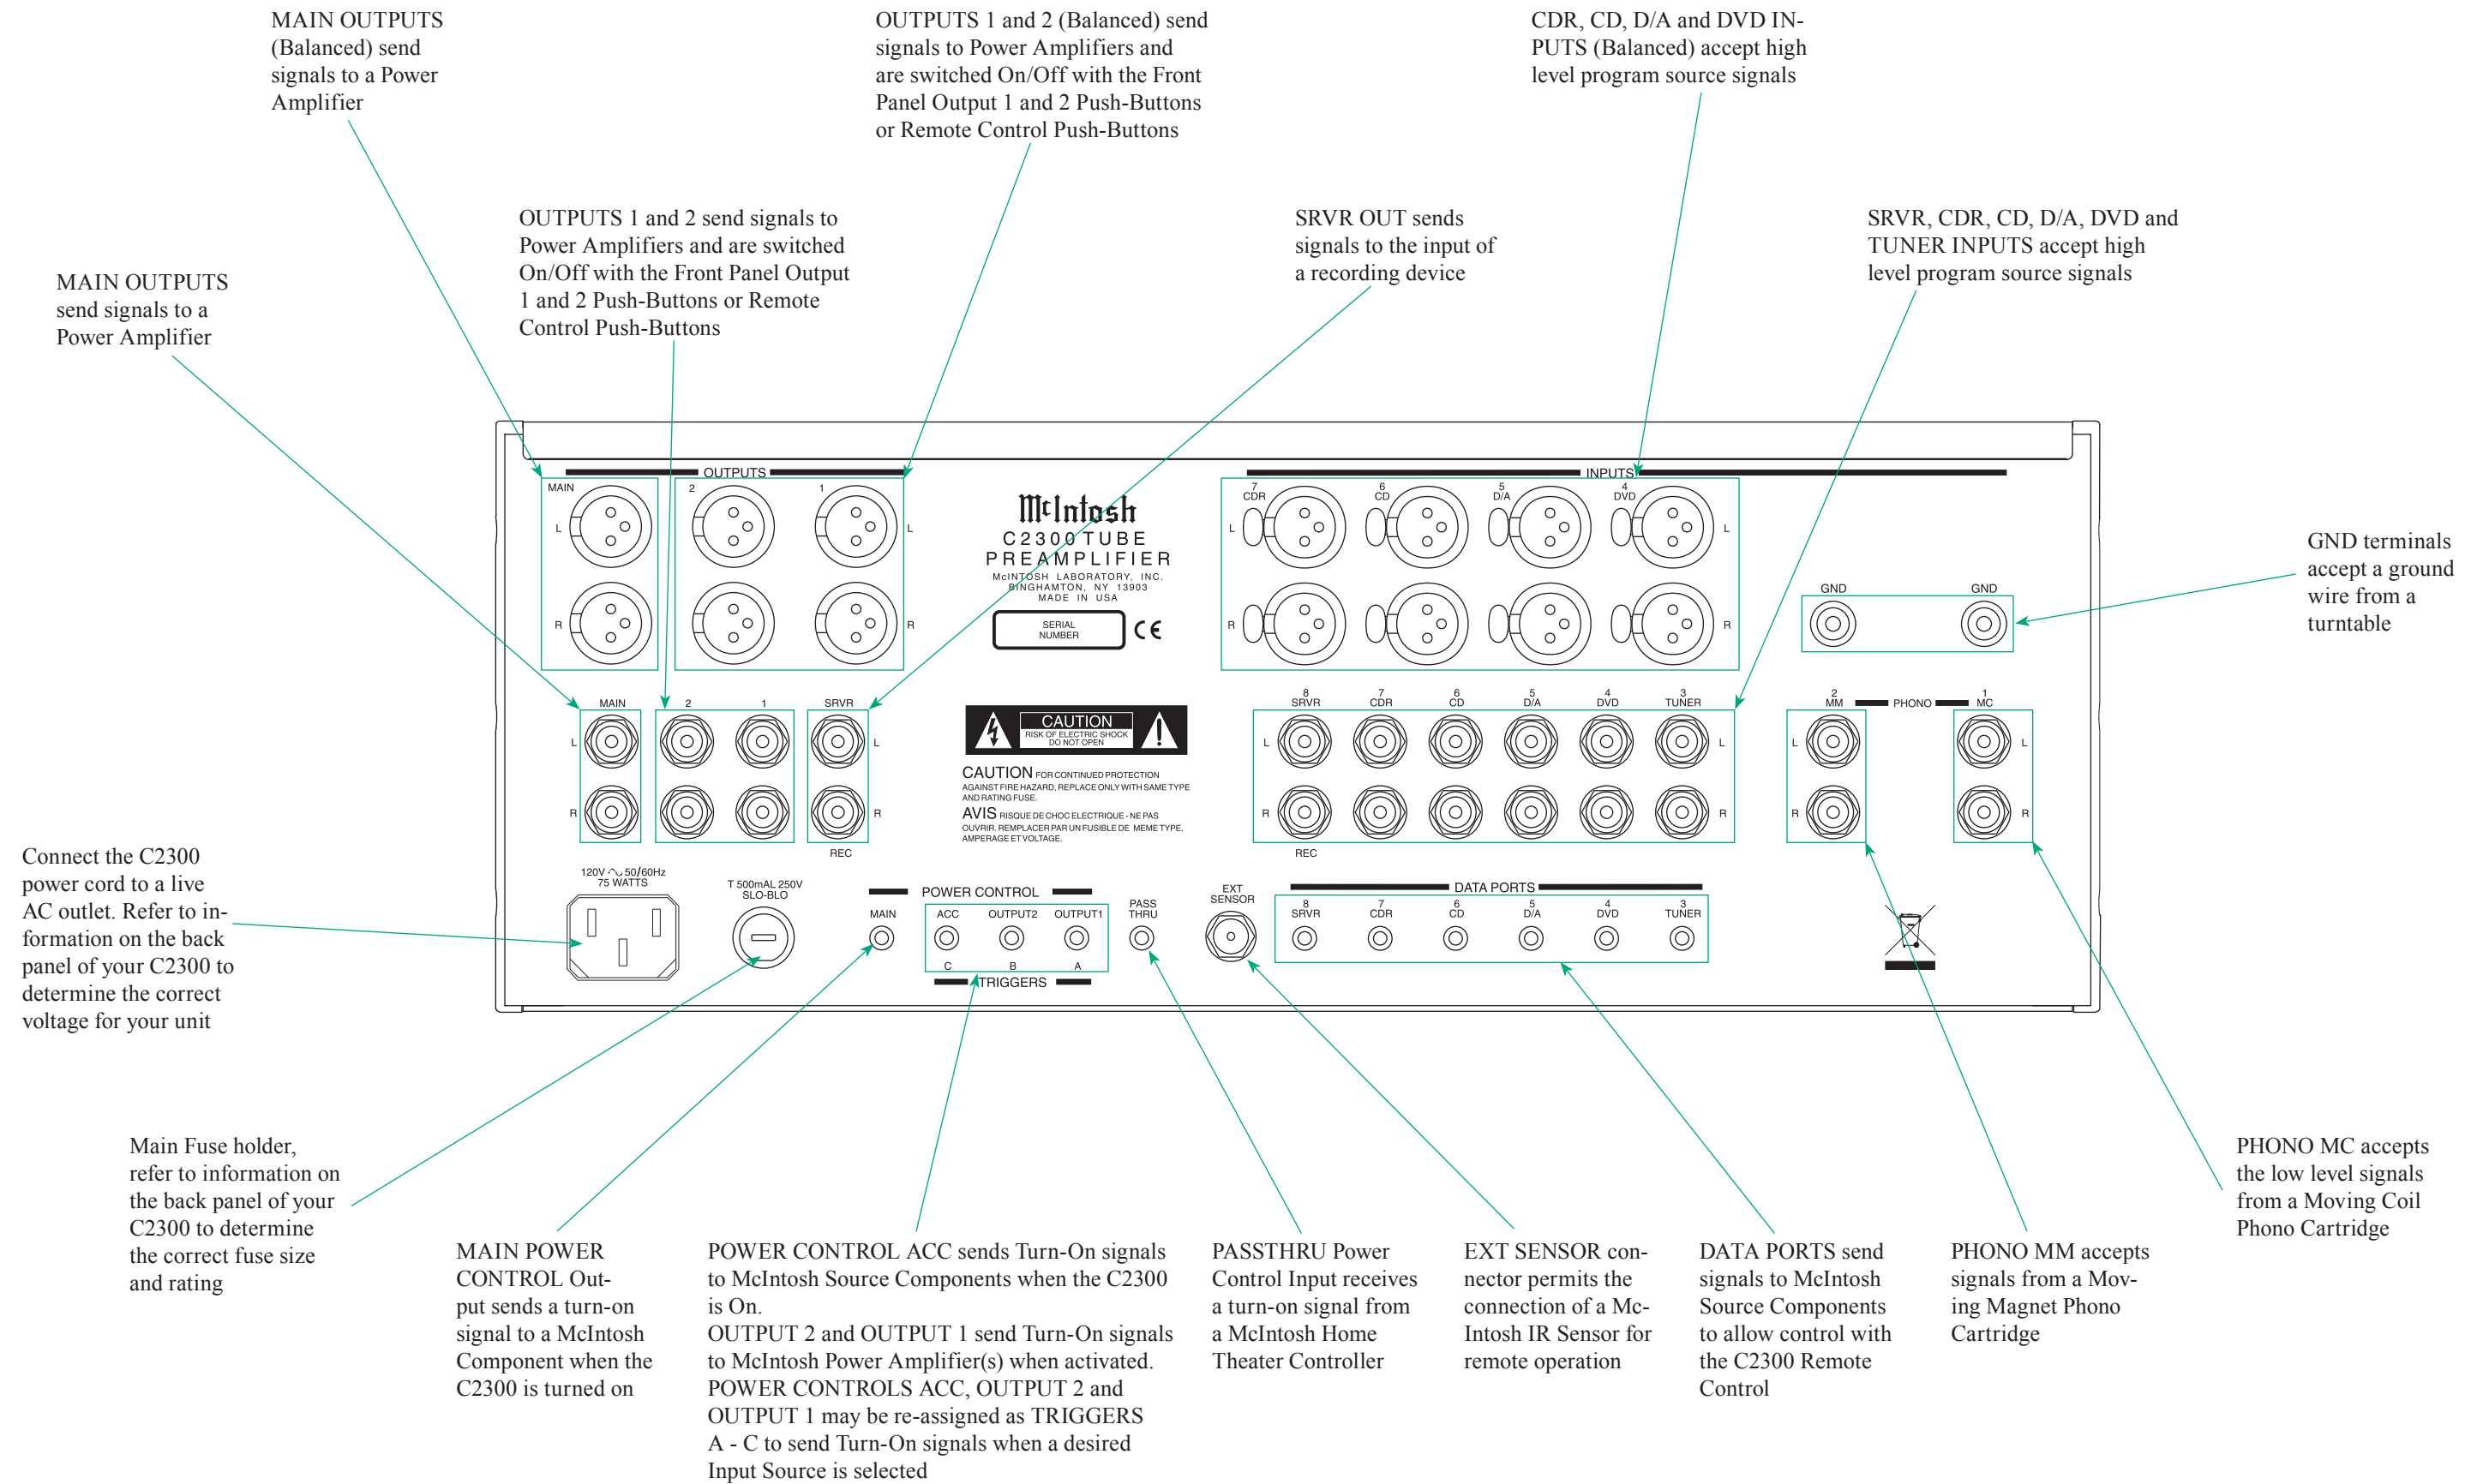 MAIN OUTPUTS
(Balanced) send
signals to a Power
Amplifier
OUTPUTS 1 and 2 (Balanced) send
signals to Power Amplifiers and
are switched On/Off with the Front
Panel Output 1 and 2 Push-Buttons
or Remote Control Push-Buttons
CDR, CD, D/A and DVD IN-
PUTS (Balanced) accept high
level program source signals
MAIN OUTPUTS
send signals to a
Power Amplifier
OUTPUTS 1 and 2 send signals to
Power Amplifiers and are switched
On/Off with the Front Panel Output
1 and 2 Push-Buttons or Remote
Control Push-Buttons
SRVR OUT sends
signals to the input of
a recording device
SRVR, CDR, CD, D/A, DVD and
TUNER INPUTS accept high
level program source signals
OUTPUTS
MAIN 2 1
L L
R R
McIntosh
C2300 TUBE
PREAMPLIFIER
McINTOSH LABORATORY, INC.
BINGHAMTON, NY 13903
MADE IN USA
SERIAL
NUMBER
CE
INPUTS
7 6 5 4
CDR CD D/A DVD
L L
R R
GND GND
GND terminals
accept a ground
wire from a
turntable
MAIN 2 1 SRVR
L L
R R
REC
CAUTION
RISK OF ELECTRIC SHOCK
DO NOT OPEN
CAUTION FOR CONTINUED PROTECTION
AGAINST FIRE HAZARD, REPLACE ONLY WITH SAME TYPE
AND RATING FUSE.
AVIS RISQUE DE CHOC ELECTRIQUE - NE PAS
OUVRIR. REMPLACER PAR UN FUSIBLE DE MEME TYPE,
AMPERAGE ET VOLTAGE.
8 7 6 5 4 3
SRVR CDR CD D/A DVD TUNER
L L
R R
REC
2 1
MM PHONO MC
L L
R R
Connect the C2300
power cord to a live
AC outlet. Refer to in-
formation on the back
panel of your C2300 to
determine the correct
voltage for your unit
120V 50/60Hz
75 WATTS
T 500mAL 250V
SLO-BLO
POWER CONTROL
MAIN ACC OUTPUT2 OUTPUT1
C B A
TRIGGERS
PASS
THRU
EXT
SENSOR
DATA PORTS
8 7 6 5 4 3
SRVR CDR CD D/A DVD TUNER
Main Fuse holder,
refer to information on
the back panel of your
C2300 to determine
the correct fuse size
and rating
MAIN POWER
CONTROL Out-
put sends a turn-on
signal to a McIntosh
Component when the
C2300 is turned on
POWER CONTROL ACC sends Turn-On signals
to McIntosh Source Components when the C2300
is On.
OUTPUT 2 and OUTPUT 1 send Turn-On signals
to McIntosh Power Amplifier(s) when activated.
POWER CONTROLS ACC, OUTPUT 2 and
OUTPUT 1 may be re-assigned as TRIGGERS
A - C to send Turn-On signals when a desired
Input Source is selected
PASSTHRU Power
Control Input receives
a turn-on signal from
a McIntosh Home
Theater Controller
EXT SENSOR con-
nector permits the
connection of a Mc-
Intosh IR Sensor for
remote operation
DATA PORTS send
signals to McIntosh
Source Components
to allow control with
the C2300 Remote
Control
PHONO MM accepts
signals from a Mov-
ing Magnet Phono
Cartridge
PHONO MC accepts
the low level signals
from a Moving Coil
Phono Cartridge